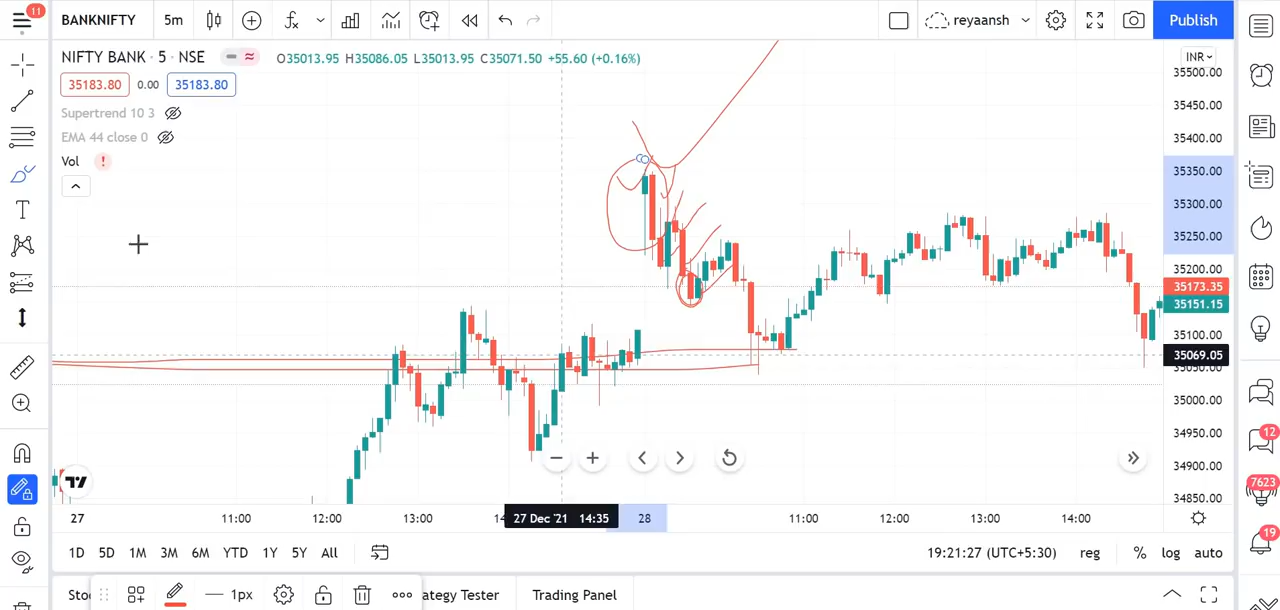 11 BANKNIFTY 5m reyaansh Publish
NIFTY BANK · 5 · NSE O35013.95 H35086.05 L35013.95 C35071.50 +55.60 (+0.16%) INR
35183.80 0.00 35183.80
Supertrend 10 3
EMA 44 close 0
Vol !
35500.00
35450.00
35400.00
35350.00
35300.00
35250.00
35200.00
35173.35
35151.15
35100.00
35069.05
35000.00
34950.00
34900.00
34850.00
27 11:00 12:00 13:00 27 Dec '21 14:35 28 11:00 12:00 13:00 14:00
1D 5D 1M 3M 6M YTD 1Y 5Y All 19:21:27 (UTC+5:30) reg % log auto
Sto 1px ategy Tester Trading Panel
12
7623
19